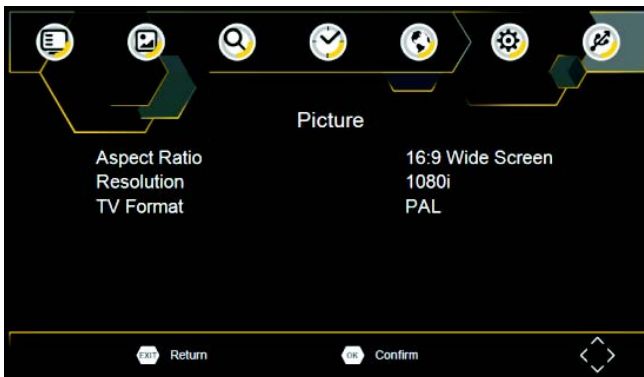 Picture
Aspect Ratio 16:9 Wide Screen
Resolution 1080i
TV Format PAL
EXIT Return OK Confirm